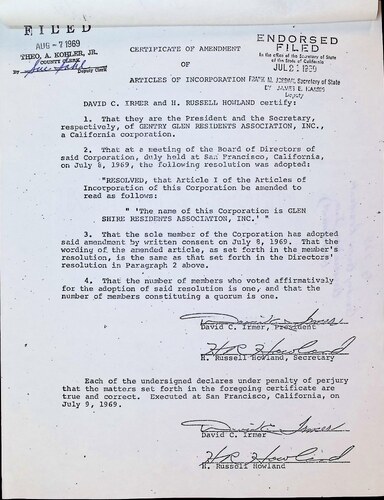 FILED
AUG - 7 1969
THEO. A. KOHLER, JR.
COUNTY CLERK
By Deputy Clerk
ENDORSED
FILED
In the office of the Secretary of State
of the State of California
JUL 21 1969
FRANK M. JORDAN, Secretary of State
By JAMES E. HARRIS
Deputy
CERTIFICATE OF AMENDMENT
OF
ARTICLES OF INCORPORATION
DAVID C. IRMER and H. RUSSELL HOWLAND certify:
1. That they are the President and the Secretary,
respectively, of GENTRY GLEN RESIDENTS ASSOCIATION, INC.,
a California corporation.
2. That at a meeting of the Board of Directors of
said Corporation, duly held at San Francisco, California,
on July 8, 1969, the following resolution was adopted:
"RESOLVED, that Article I of the Articles of
Incorporation of this Corporation be amended to
read as follows:
" 'The name of this Corporation is GLEN
SHIRE RESIDENTS ASSOCIATION, INC.' "
3. That the sole member of the Corporation has adopted
said amendment by written consent on July 8, 1969. That the
wording of the amended article, as set forth in the member's
resolution, is the same as that set forth in the Directors'
resolution in Paragraph 2 above.
4. That the number of members who voted affirmatively
for the adoption of said resolution is one, and that the
number of members constituting a quorum is one.
David C. Irmer
David C. Irmer, President
H R Howland
H. Russell Howland, Secretary
Each of the undersigned declares under penalty of perjury
that the matters set forth in the foregoing certificate are
true and correct. Executed at San Francisco, California, on
July 9, 1969.
David C. Irmer
David C. Irmer
H R Howland
H. Russell Howland